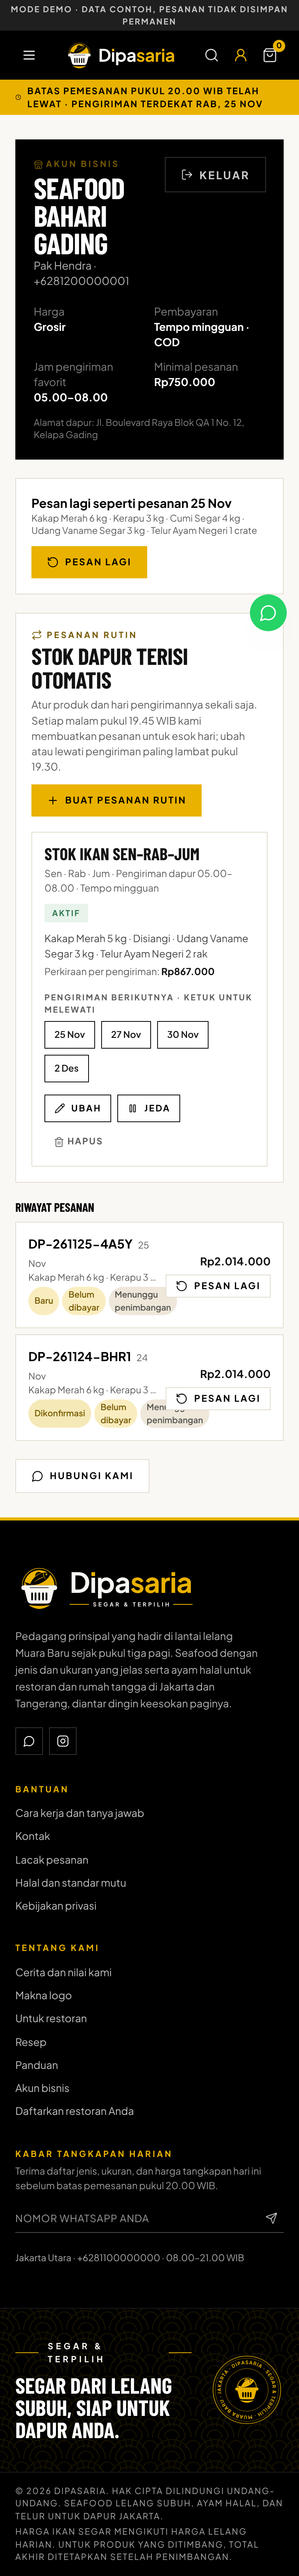 MODE DEMO · DATA CONTOH, PESANAN TIDAK DISIMPAN
PERMANEN
Dipasaria
0
BATAS PEMESANAN PUKUL 20.00 WIB TELAH
LEWAT · PENGIRIMAN TERDEKAT RAB, 25 NOV
AKUN BISNIS
SEAFOOD
BAHARI
GADING
KELUAR
Pak Hendra ·
+6281200000001
Harga
Grosir
Pembayaran
Tempo mingguan ·
COD
Jam pengiriman
favorit
05.00–08.00
Minimal pesanan
Rp750.000
Alamat dapur: Jl. Boulevard Raya Blok QA 1 No. 12,
Kelapa Gading
Pesan lagi seperti pesanan 25 Nov
Kakap Merah 6 kg · Kerapu 3 kg · Cumi Segar 4 kg ·
Udang Vaname Segar 3 kg · Telur Ayam Negeri 1 crate
PESAN LAGI
PESANAN RUTIN
STOK DAPUR TERISI
OTOMATIS
Atur produk dan hari pengirimannya sekali saja.
Setiap malam pukul 19.45 WIB kami
membuatkan pesanan untuk esok hari; ubah
atau lewati pengiriman paling lambat pukul
19.30.
BUAT PESANAN RUTIN
STOK IKAN SEN–RAB–JUM
Sen · Rab · Jum · Pengiriman dapur 05.00–
08.00 · Tempo mingguan
AKTIF
Kakap Merah 5 kg · Disiangi · Udang Vaname
Segar 3 kg · Telur Ayam Negeri 2 rak
Perkiraan per pengiriman: Rp867.000
PENGIRIMAN BERIKUTNYA · KETUK UNTUK
MELEWATI
25 Nov
27 Nov
30 Nov
2 Des
UBAH
JEDA
HAPUS
RIWAYAT PESANAN
DP-261125-4A5Y 25
Nov
Kakap Merah 6 kg · Kerapu 3 ...
Baru
Belum
dibayar
Menunggu
penimbangan
Rp2.014.000
PESAN LAGI
DP-261124-BHR1 24
Nov
Kakap Merah 6 kg · Kerapu 3 ...
Dikonfirmasi
Belum
dibayar
penimbangan
Rp2.014.000
PESAN LAGI
HUBUNGI KAMI
Dipasaria
SEGAR & TERPILIH
Pedagang prinsipal yang hadir di lantai lelang
Muara Baru sejak pukul tiga pagi. Seafood dengan
jenis dan ukuran yang jelas serta ayam halal untuk
restoran dan rumah tangga di Jakarta dan
Tangerang, diantar dingin keesokan paginya.
BANTUAN
Cara kerja dan tanya jawab
Kontak
Lacak pesanan
Halal dan standar mutu
Kebijakan privasi
TENTANG KAMI
Cerita dan nilai kami
Makna logo
Untuk restoran
Resep
Panduan
Akun bisnis
Daftarkan restoran Anda
KABAR TANGKAPAN HARIAN
Terima daftar jenis, ukuran, dan harga tangkapan hari ini
sebelum batas pemesanan pukul 20.00 WIB.
NOMOR WHATSAPP ANDA
Jakarta Utara · +6281100000000 · 08.00–21.00 WIB
SEGAR &
TERPILIH
SEGAR DARI LELANG
SUBUH, SIAP UNTUK
DAPUR ANDA.
© 2026 DIPASARIA. HAK CIPTA DILINDUNGI UNDANG-
UNDANG. SEAFOOD LELANG SUBUH, AYAM HALAL, DAN
TELUR UNTUK DAPUR JAKARTA.
HARGA IKAN SEGAR MENGIKUTI HARGA LELANG
HARIAN. UNTUK PRODUK YANG DITIMBANG, TOTAL
AKHIR DITETAPKAN SETELAH PENIMBANGAN.